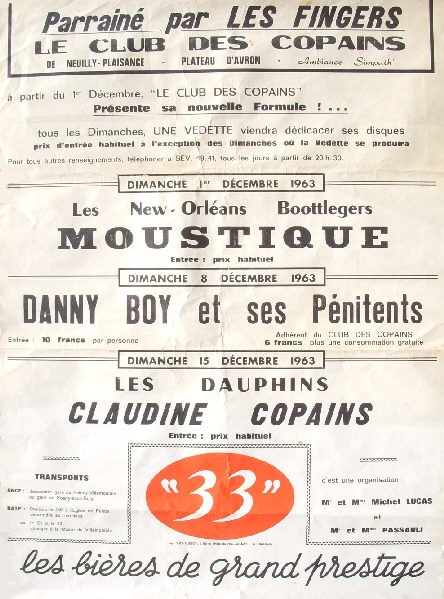 Parrainé par LES FINGERS
LE CLUB DES COPAINS
DE NEUILLY-PLAISANCE - PLATEAU D'AVRON - Ambiance Simpath'
à partir du 1er Décembre, "LE CLUB DES COPAINS"
Présente sa nouvelle Formule ! ...
tous les Dimanches, UNE VEDETTE viendra dédicacer ses disques
prix d'entrée habituel à l'exception des Dimanches où la Vedette se produra
Pour tous autres renseignements, téléphoner à SEV. 49.41, tous les jours à partir de 20 h. 30.
DIMANCHE 1er DÉCEMBRE 1963
Les New-Orléans Boottlegers
MOUSTIQUE
Entrée : prix habituel
DIMANCHE 8 DÉCEMBRE 1963
DANNY BOY et ses Pénitents
Entrée : 10 francs par personne
Adhérent du CLUB DES COPAINS
6 francs plus une consommation gratuite
DIMANCHE 15 DÉCEMBRE 1963
LES DAUPHINS
CLAUDINE COPAINS
Entrée : prix habituel
TRANSPORTS
SNCF :
RATP :
"33"
c'est une organisation
Mr et Mme Michel LUCAS
et
Mr et Mme PASSAULI
les bières de grand prestige